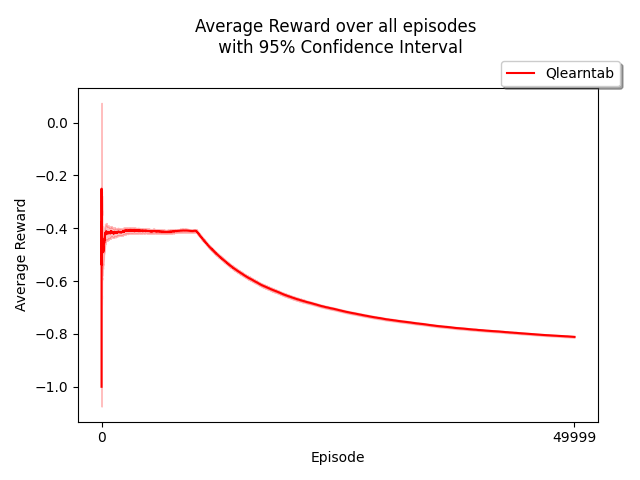 Average Reward over all episodes
with 95% Confidence Interval
Qlearntab
0.0
−0.2
−0.4
−0.6
−0.8
−1.0
Average Reward
0
49999
Episode